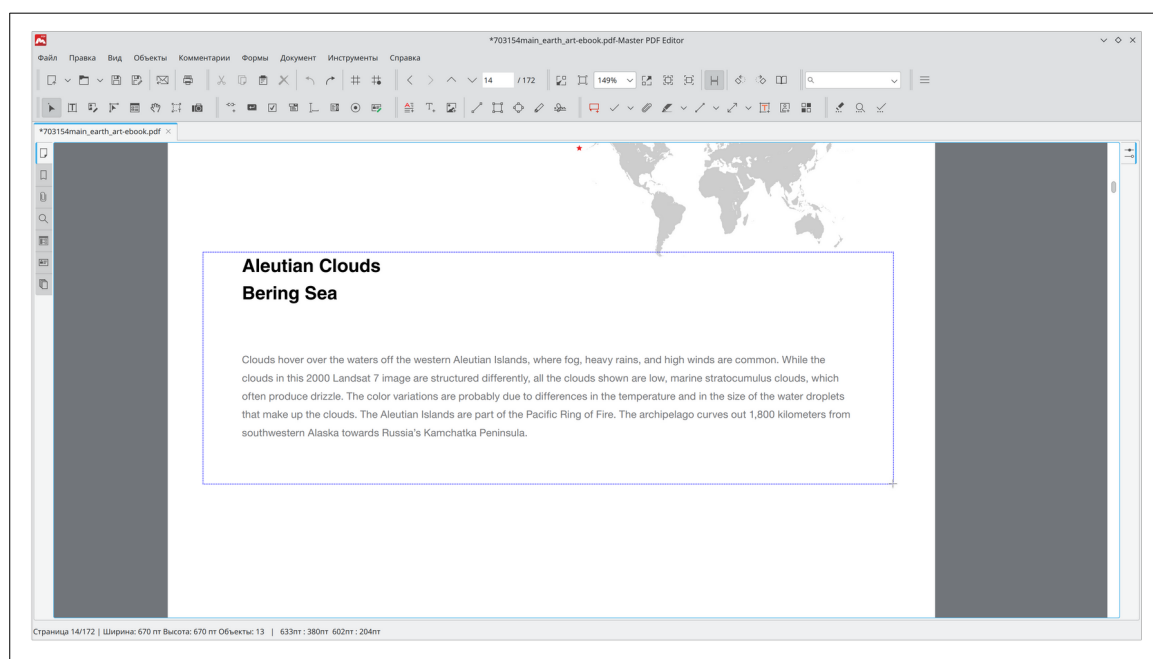 *703154main_earth_art-ebook.pdf-Master PDF Editor
Файл Правка Вид Объекты Комментарии Формы Документ Инструменты Справка
14 / 172 149%
*703154main_earth_art-ebook.pdf
Aleutian Clouds
Bering Sea
Clouds hover over the waters off the western Aleutian Islands, where fog, heavy rains, and high winds are common. While the
clouds in this 2000 Landsat 7 image are structured differently, all the clouds shown are low, marine stratocumulus clouds, which
often produce drizzle. The color variations are probably due to differences in the temperature and in the size of the water droplets
that make up the clouds. The Aleutian Islands are part of the Pacific Ring of Fire. The archipelago curves out 1,800 kilometers from
southwestern Alaska towards Russia's Kamchatka Peninsula.
Страница 14/172 | Ширина: 670 пт Высота: 670 пт Объекты: 13 | 633пт : 380пт 602пт : 204пт